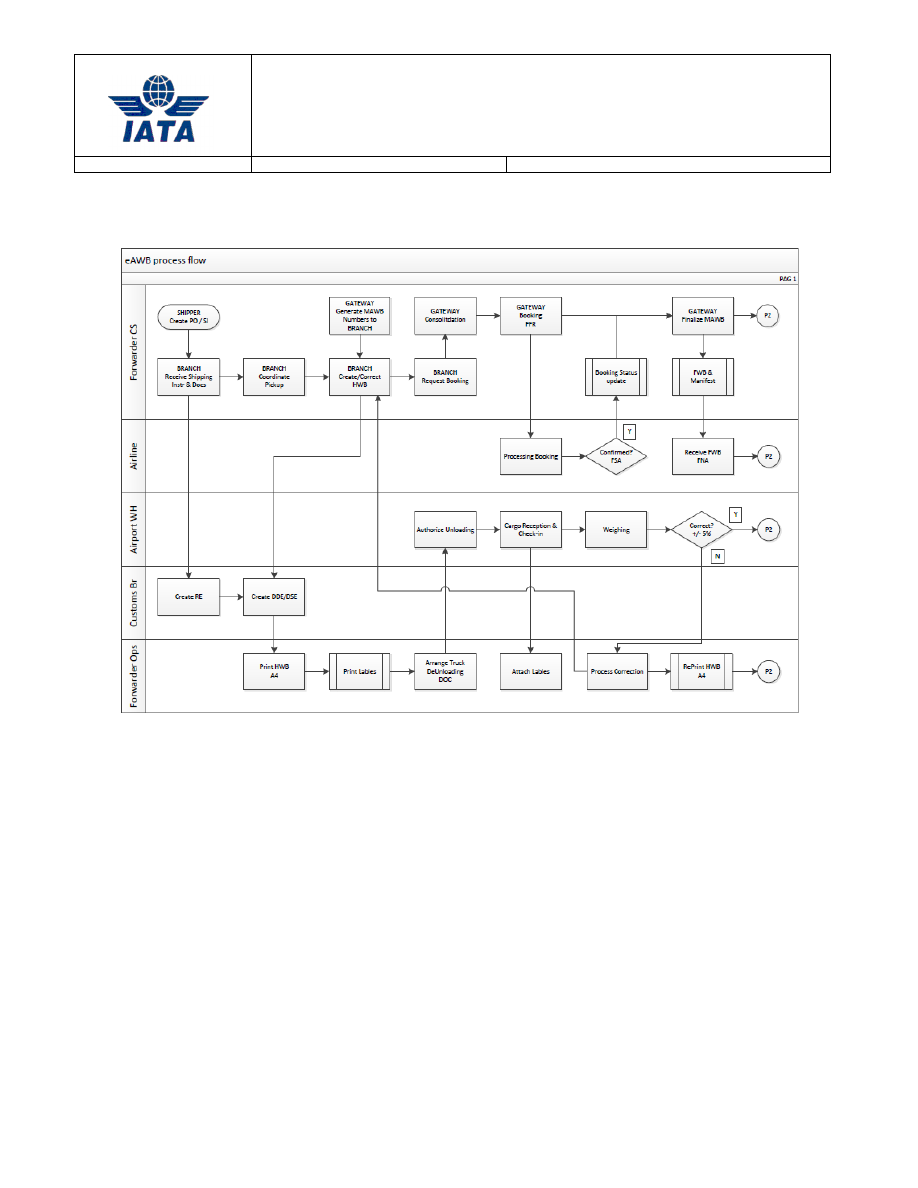 IATA
eAWB process flow
PAG 1
Forwarder CS
SHIPPER
Create PO / SI
GATEWAY
Generate MAWB
Numbers to
BRANCH
GATEWAY
Consolitdation
GATEWAY
Booking
FFR
GATEWAY
Finalize MAWB
P2
BRANCH
Receive Shipping
Instr & Docs
BRANCH
Coordinate
Pickup
BRANCH
Create/Correct
HWB
BRANCH
Request Booking
Booking Status
update
FWB &
Manifest
Airline
Y
Processing Booking
Confirmed?
FSA
Receive FWB
FNA
P2
Airport WH
Authorize Unloading
Cargo Reception &
Check-in
Weighing
Correct?
+/- 5%
Y
P2
N
Customs Br
Create RE
Create DDE/DSE
Forwarder Ops
Print HWB
A4
Print Lables
Arrange Truck
DeUnloading
DOC
Attach Lables
Process Correction
RePrint HWB
A4
P2